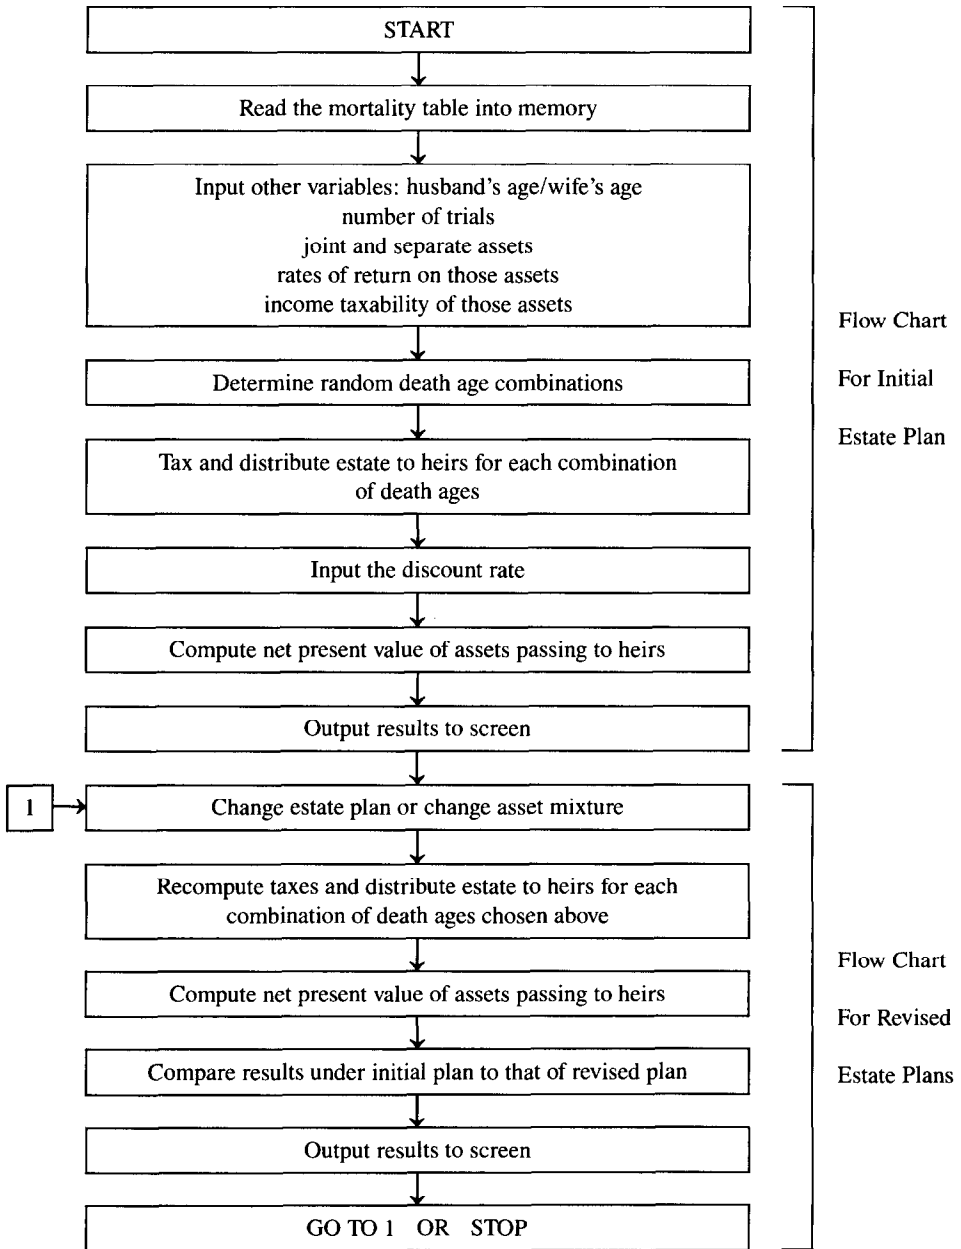 START
Read the mortality table into memory
Input other variables: husband's age/wife's age
number of trials
joint and separate assets
rates of return on those assets
income taxability of those assets
Flow Chart
For Initial
Estate Plan
Determine random death age combinations
Tax and distribute estate to heirs for each combination
of death ages
Input the discount rate
Compute net present value of assets passing to heirs
Output results to screen
1
Change estate plan or change asset mixture
Recompute taxes and distribute estate to heirs for each
combination of death ages chosen above
Compute net present value of assets passing to heirs
Flow Chart
For Revised
Estate Plans
Compare results under initial plan to that of revised plan
Output results to screen
GO TO 1 OR STOP